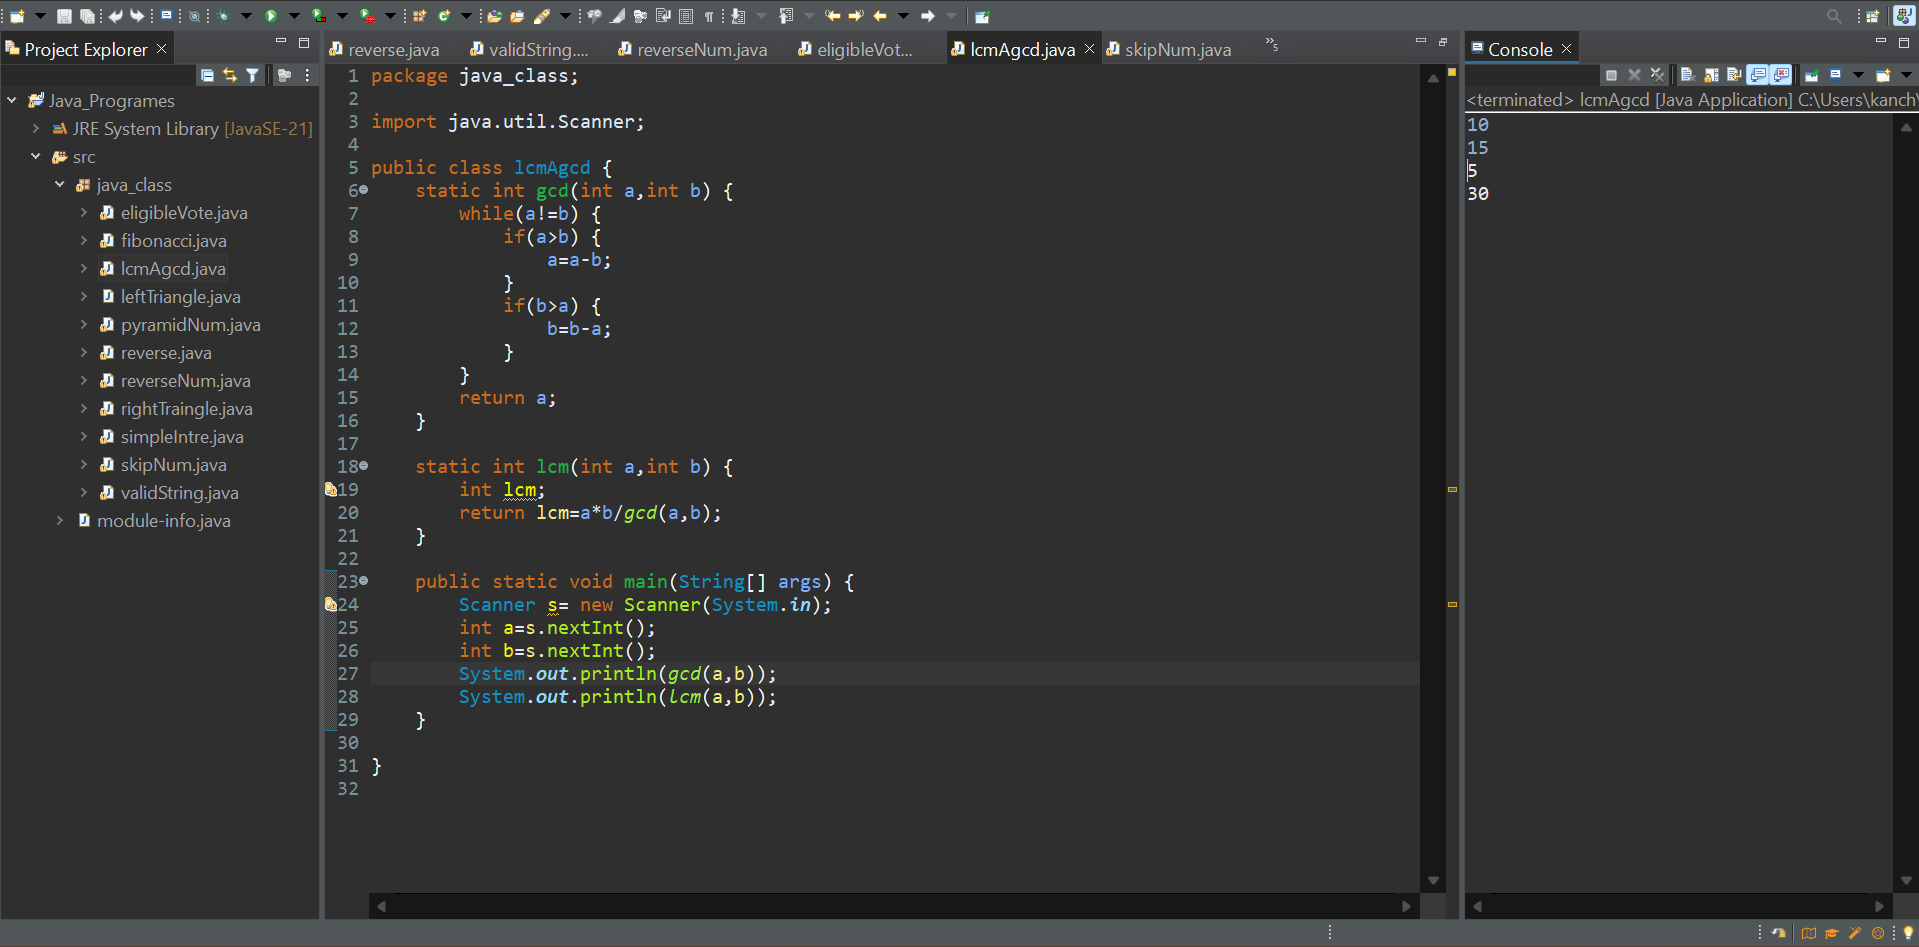 Project Explorer
Java_Programes
JRE System Library [JavaSE-21]
src
java_class
eligibleVote.java
fibonacci.java
lcmAgcd.java
leftTriangle.java
pyramidNum.java
reverse.java
reverseNum.java
rightTraingle.java
simpleIntre.java
skipNum.java
validString.java
module-info.java
reverse.java validString.... reverseNum.java eligibleVot... lcmAgcd.java skipNum.java »5
1 package java_class;
2
3 import java.util.Scanner;
4
5 public class lcmAgcd {
6 static int gcd(int a,int b) {
7 while(a!=b) {
8 if(a>b) {
9 a=a-b;
10 }
11 if(b>a) {
12 b=b-a;
13 }
14 }
15 return a;
16 }
17
18 static int lcm(int a,int b) {
19 int lcm;
20 return lcm=a*b/gcd(a,b);
21 }
22
23 public static void main(String[] args) {
24 Scanner s= new Scanner(System.in);
25 int a=s.nextInt();
26 int b=s.nextInt();
27 System.out.println(gcd(a,b));
28 System.out.println(lcm(a,b));
29 }
30
31 }
32
Console
<terminated> lcmAgcd [Java Application] C:\Users\kanch\
10
15
5
30